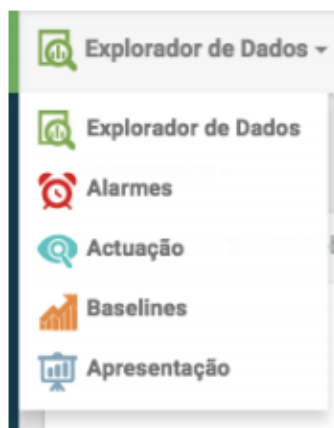 Explorador de Dados
Explorador de Dados
Alarmes
Actuação
Baselines
Apresentação